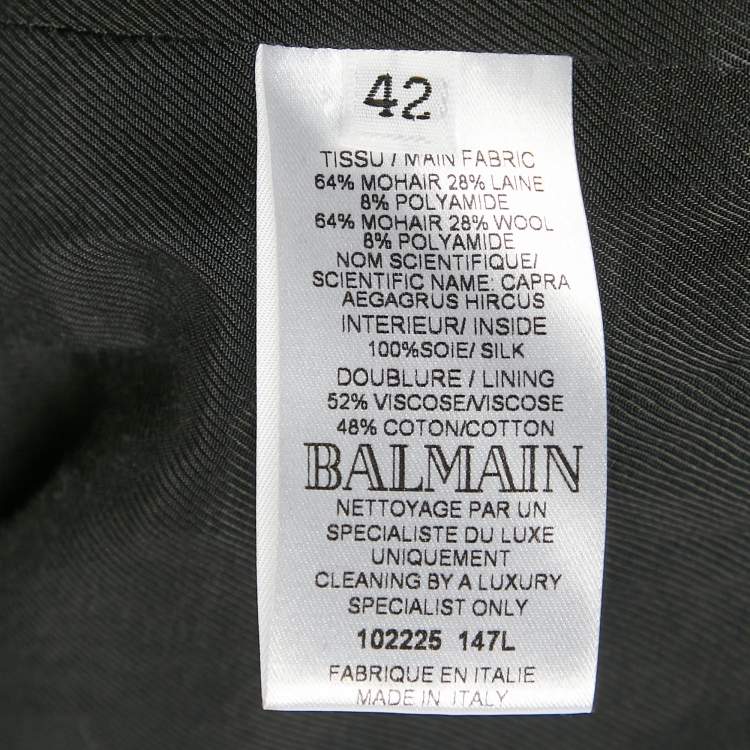 42
TISSU / MAIN FABRIC
64% MOHAIR 28% LAINE
8% POLYAMIDE
64% MOHAIR 28% WOOL
8% POLYAMIDE
NOM SCIENTIFIQUE/
SCIENTIFIC NAME: CAPRA
AEGAGRUS HIRCUS
INTERIEUR/ INSIDE
100%SOIE/ SILK
DOUBLURE / LINING
52% VISCOSE/VISCOSE
48% COTON/COTTON
BALMAIN
NETTOYAGE PAR UN
SPECIALISTE DU LUXE
UNIQUEMENT
CLEANING BY A LUXURY
SPECIALIST ONLY
102225 147L
FABRIQUE EN ITALIE
MADE IN ITALY